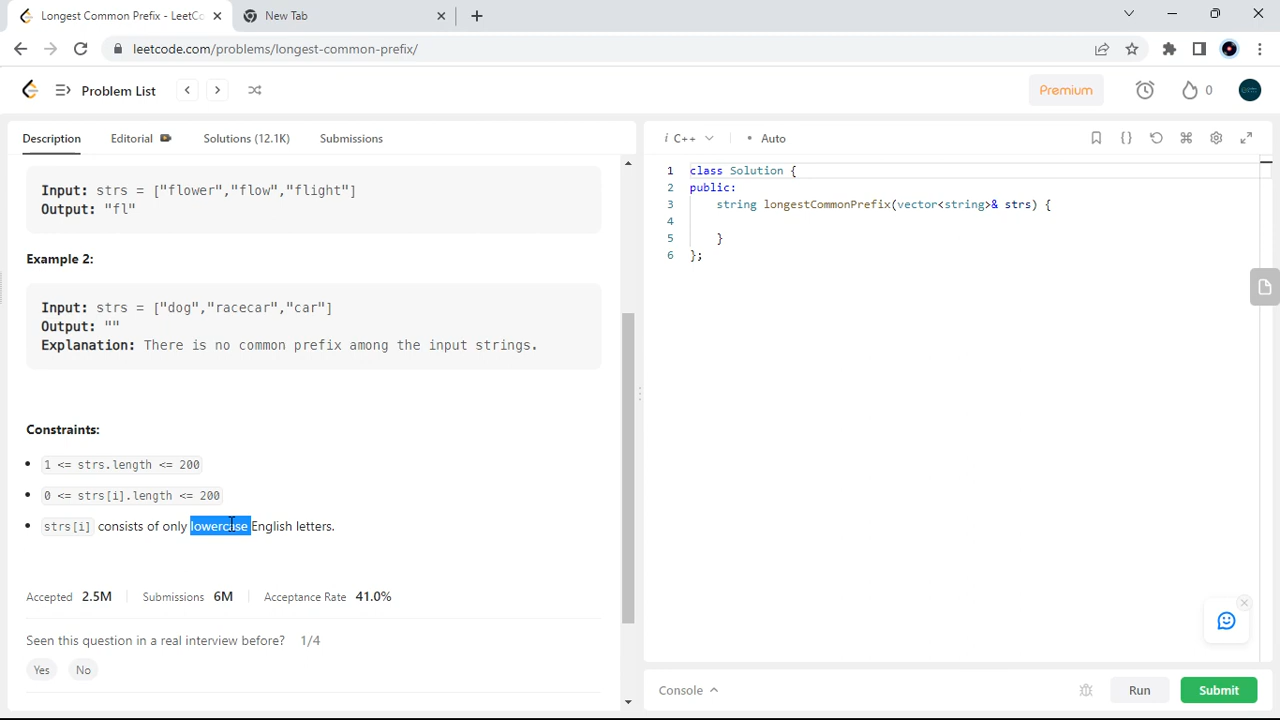 Longest Common Prefix - LeetCo
New Tab
leetcode.com/problems/longest-common-prefix/
Problem List
Premium
0
Description
Editorial
Solutions (12.1K)
Submissions
i C++
• Auto
Input: strs = ["flower","flow","flight"]
Output: "fl"
Example 2:
Input: strs = ["dog","racecar","car"]
Output: ""
Explanation: There is no common prefix among the input strings.
Constraints:
• 1 <= strs.length <= 200
• 0 <= strs[i].length <= 200
• strs[i] consists of only lowercase English letters.
Accepted 2.5M
Submissions 6M
Acceptance Rate 41.0%
Seen this question in a real interview before? 1/4
Yes
No
1 class Solution {
2 public:
3 string longestCommonPrefix(vector<string>& strs) {
4
5 }
6 };
Console
Run
Submit